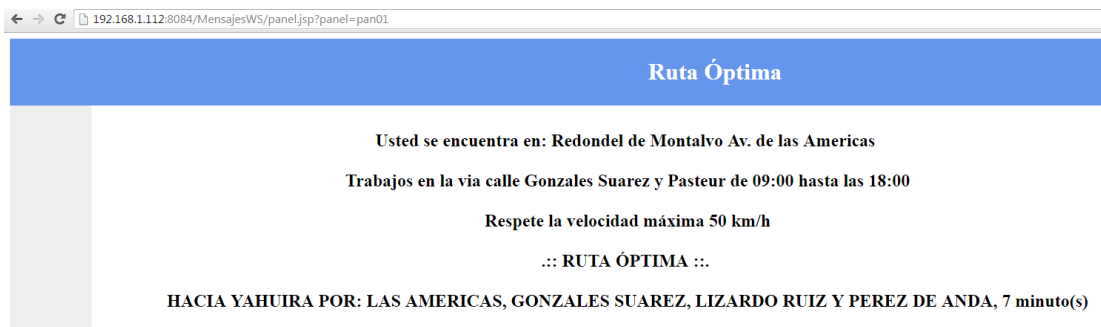 192.168.1.112:8084/MensajesWS/panel.jsp?panel=pan01
Ruta Óptima
Usted se encuentra en: Redondel de Montalvo Av. de las Americas
Trabajos en la via calle Gonzales Suarez y Pasteur de 09:00 hasta las 18:00
Respete la velocidad máxima 50 km/h
.:: RUTA ÓPTIMA ::.
HACIA YAHUIRA POR: LAS AMERICAS, GONZALES SUAREZ, LIZARDO RUIZ Y PEREZ DE ANDA, 7 minuto(s)